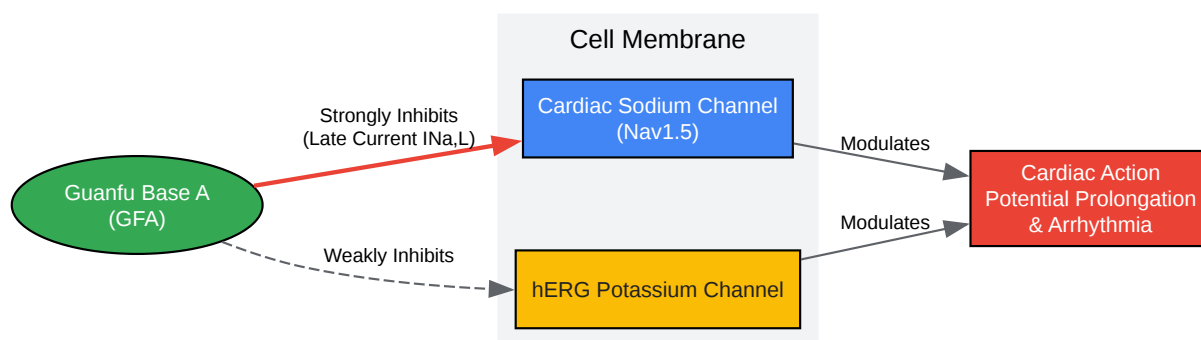 Cell Membrane
Strongly Inhibits
(Late Current INa,L)
Cardiac Sodium Channel
(Nav1.5)
Modulates
Guanfu Base A
(GFA)
Cardiac Action
Potential Prolongation
& Arrhythmia
Modulates
Weakly Inhibits
hERG Potassium Channel